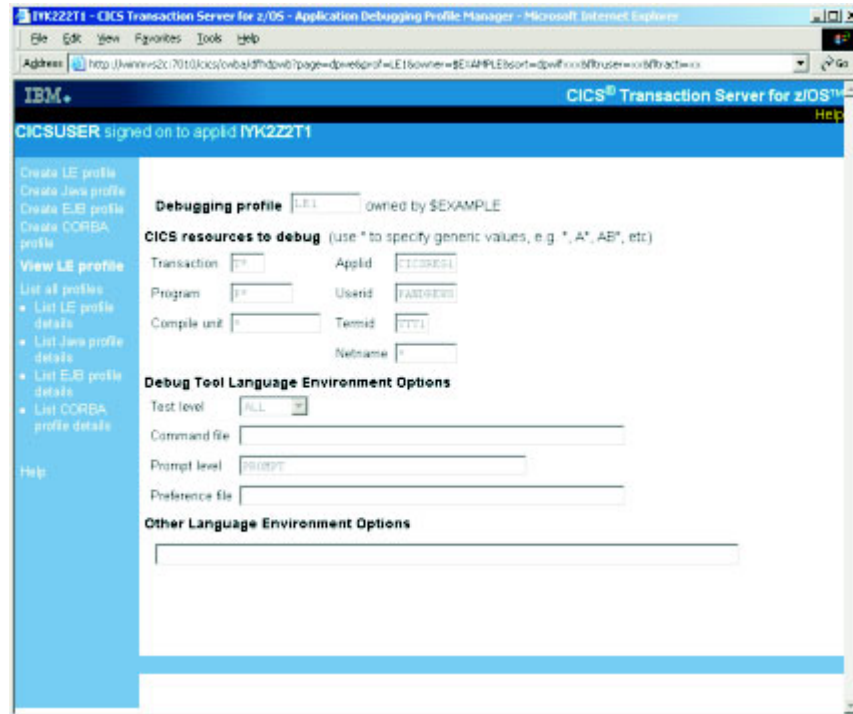 IYK2Z2T1 - CICS Transaction Server for z/OS - Application Debugging Profile Manager - Microsoft Internet Explorer
File Edit View Favorites Tools Help
Address Go
IBM.
CICS® Transaction Server for z/OS™
Help
CICSUSER signed on to applid IYK2Z2T1
Create LE profile
Create Java profile
Create EJB profile
Create CORBA
profile
View LE profile
List all profiles
• List LE profile
details
• List Java profile
details
• List EJB profile
details
• List CORBA
profile details
Help
Debugging profile LE1 owned by $EXAMPLE
CICS resources to debug (use * to specify generic values, e.g. *, A*, AB*, etc)
Transaction T* Applid CICSREG1
Program P* Userid PANDREWS
Compile unit * Termid TTT1
Netname *
Debug Tool Language Environment Options
Test level ALL
Command file
Prompt level PROMPT
Preference file
Other Language Environment Options